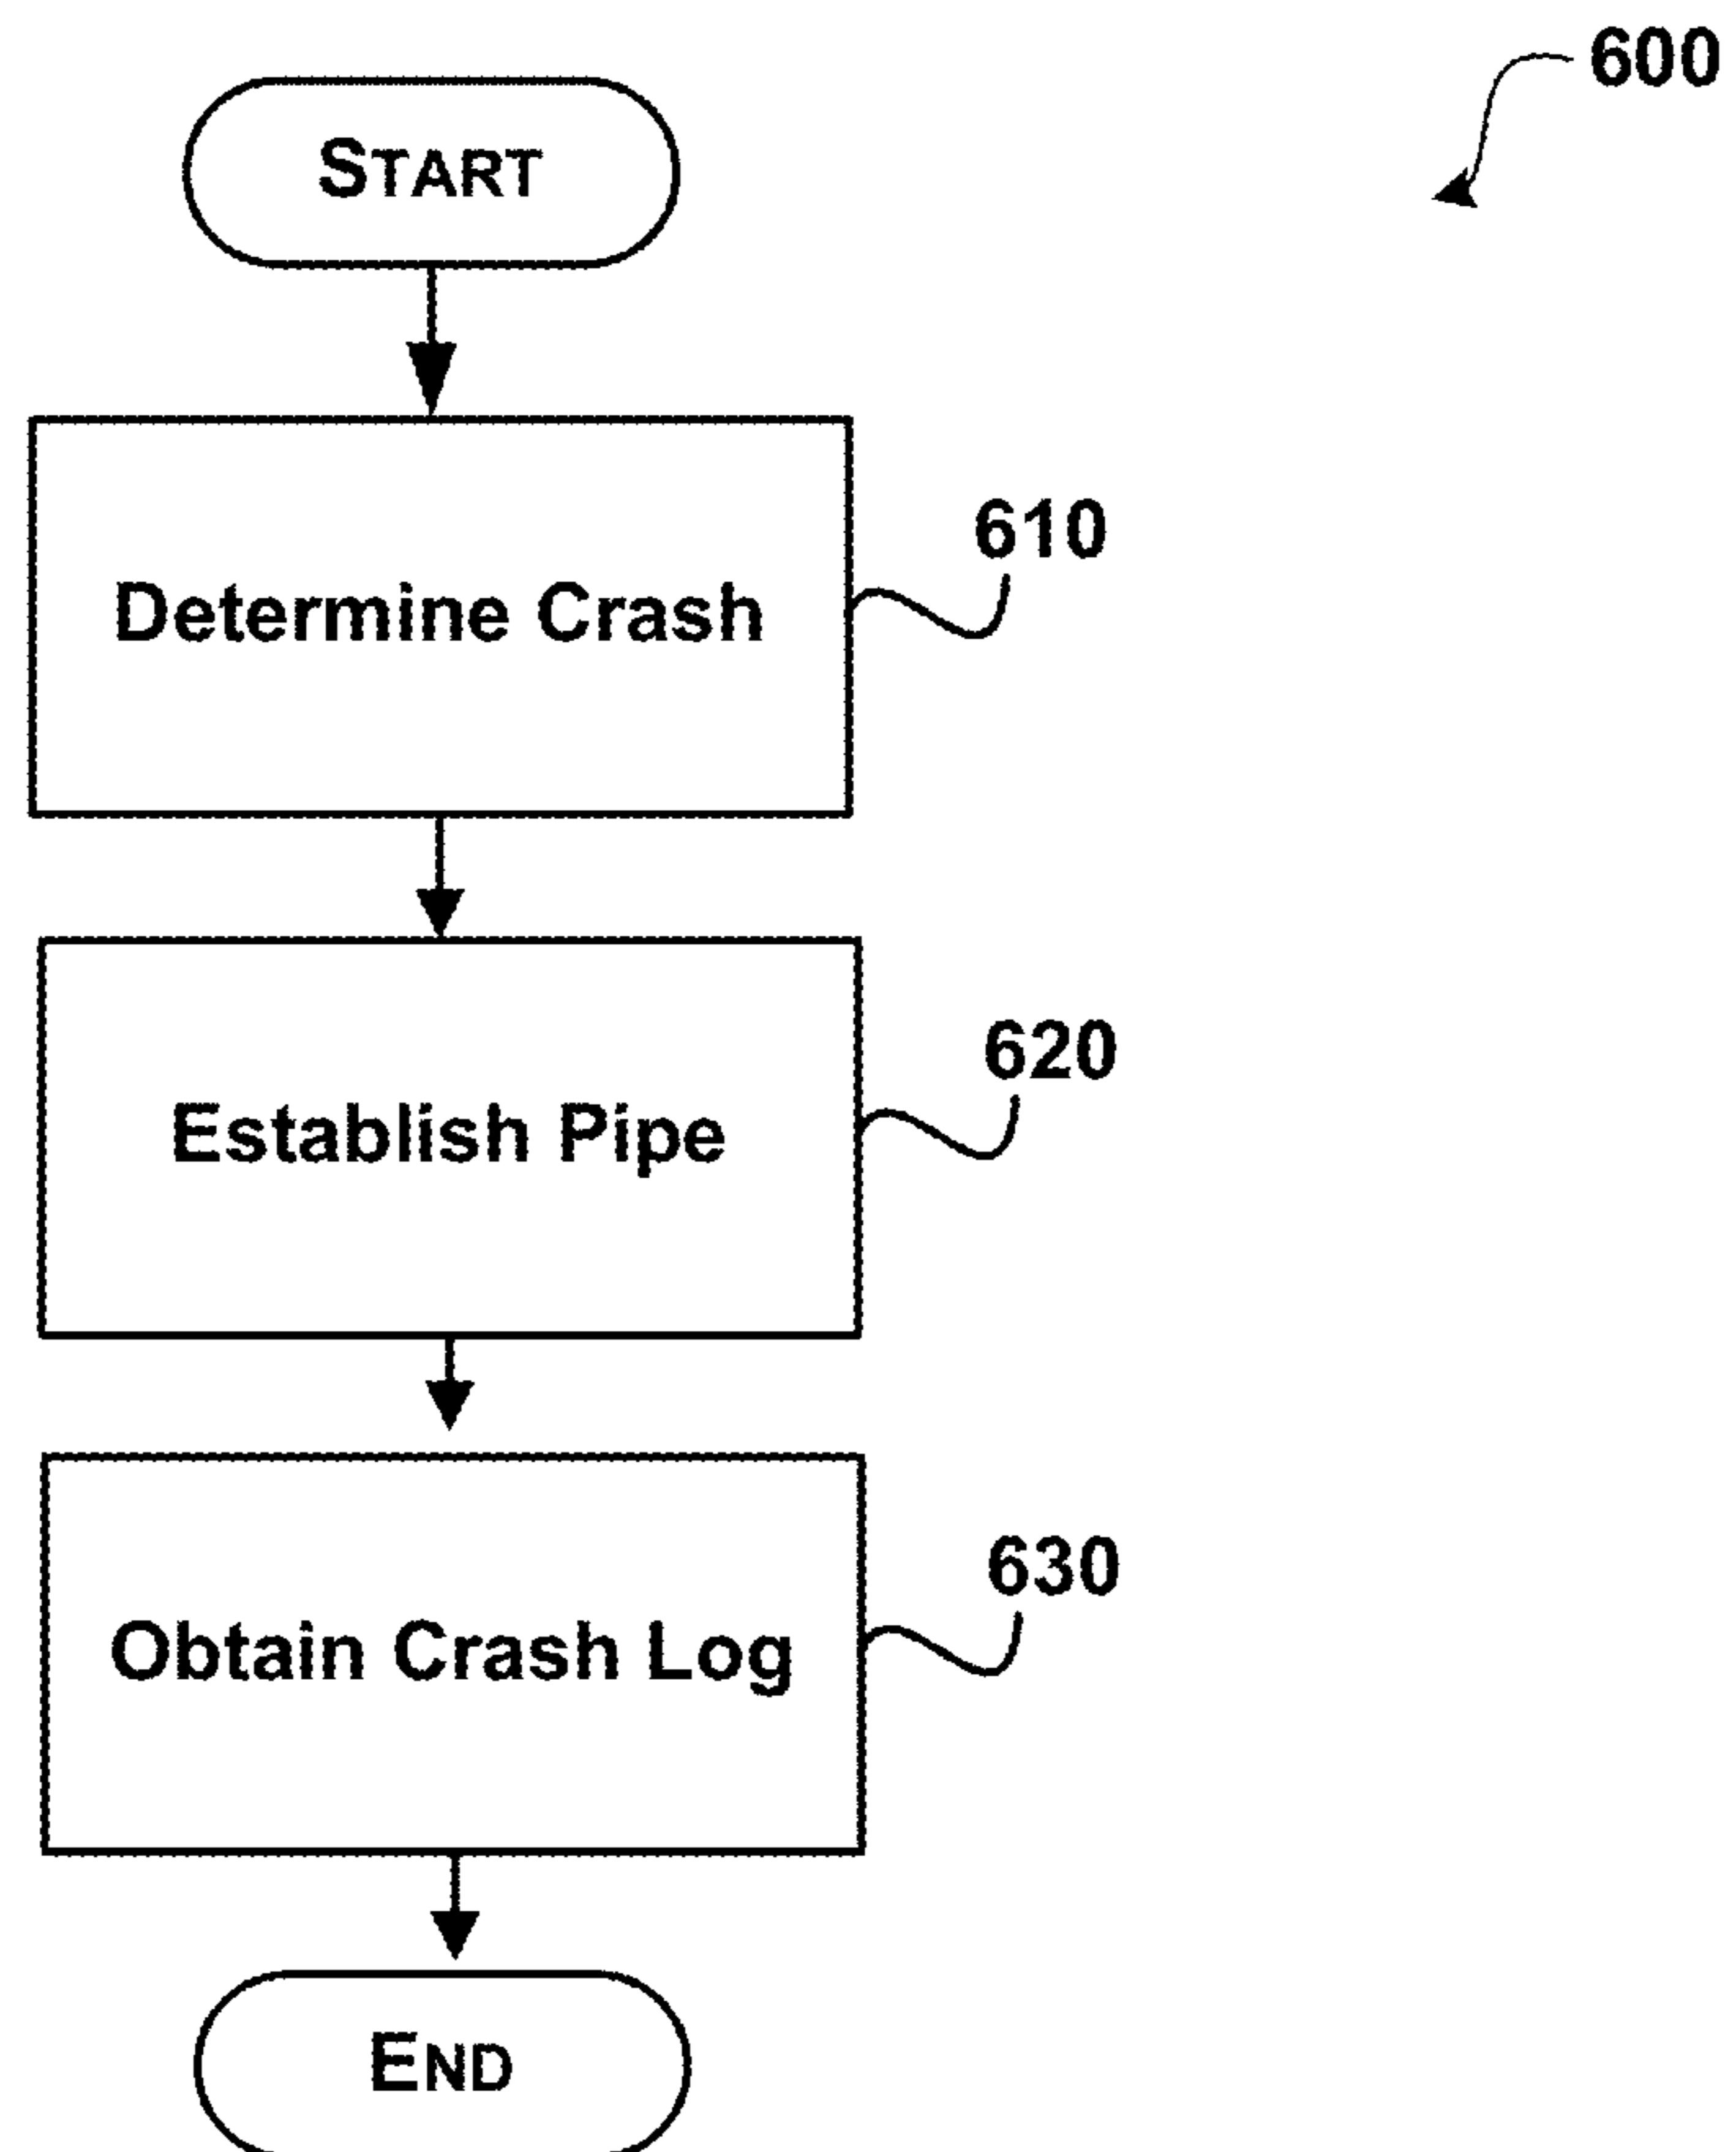 600
START
610
Determine Crash
620
Establish Pipe
630
Obtain Crash Log
END